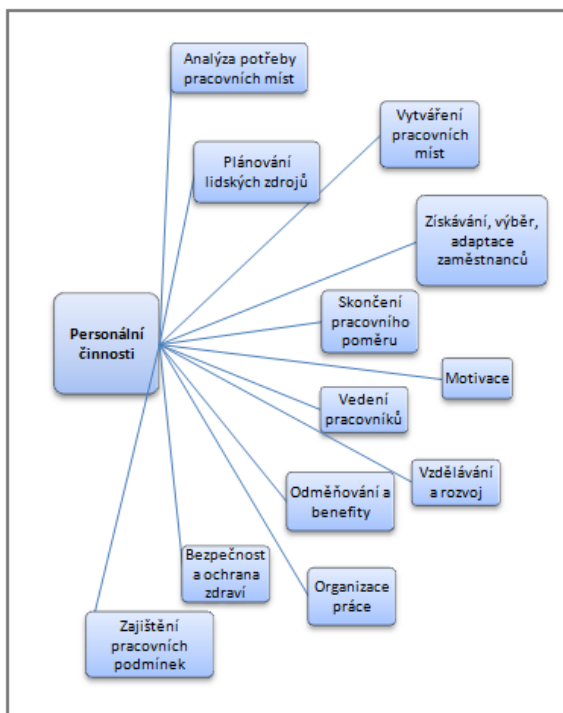 Analýza potřeby
pracovních míst
Vytváření
pracovních
míst
Plánování
lidských zdrojů
Získávání, výběr,
adaptace
zaměstnanců
Skončení
pracovního
poměru
Personální
činnosti
Motivace
Vedení
pracovníků
Vzdělávání
a rozvoj
Odměňování a
benefity
Bezpečnost
a ochrana
zdraví
Organizace
práce
Zajištění
pracovních
podmínek